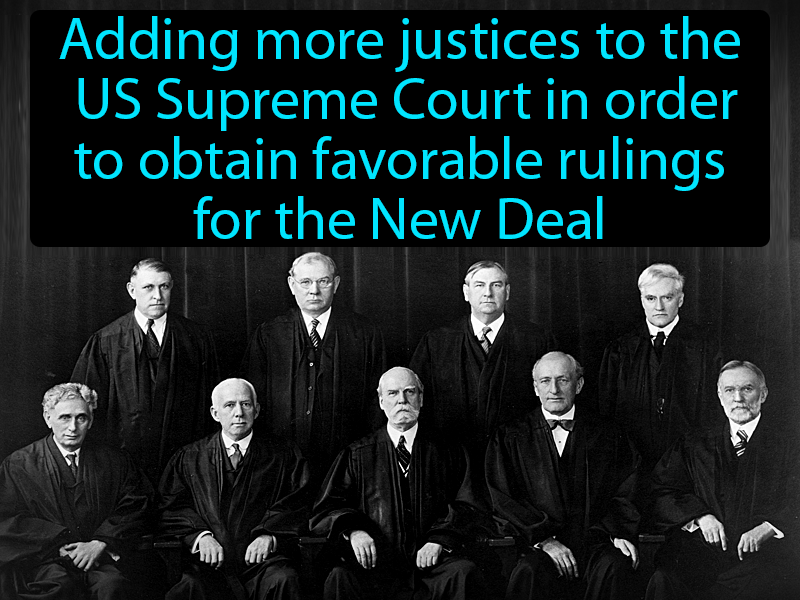 Adding more justices to the
US Supreme Court in order
to obtain favorable rulings
for the New Deal